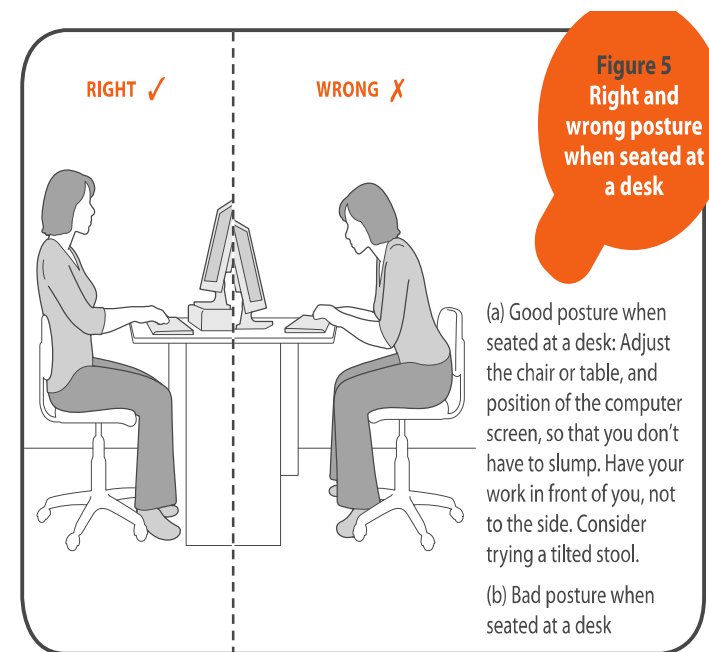 RIGHT ✓
WRONG ✗
Figure 5
Right and
wrong posture
when seated at
a desk
(a) Good posture when
seated at a desk: Adjust
the chair or table, and
position of the computer
screen, so that you don’t
have to slump. Have your
work in front of you, not
to the side. Consider
trying a tilted stool.
(b) Bad posture when
seated at a desk